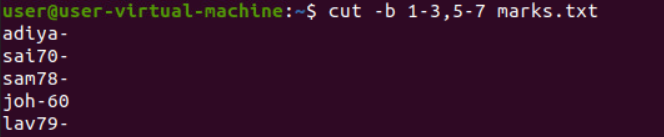 user@user-virtual-machine:~$ cut -b 1-3,5-7 marks.txt
adiya-
sai70-
sam78-
joh-60
lav79-